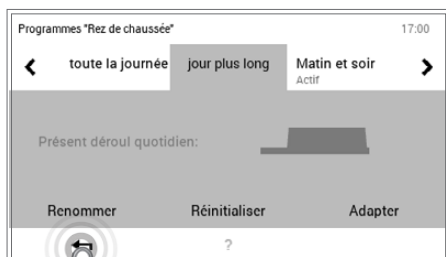 Programmes "Rez de chaussée" 17:00
toute la journée jour plus long Matin et soir
Actif
Présent déroul quotidien:
Renommer Réinitialiser Adapter
?